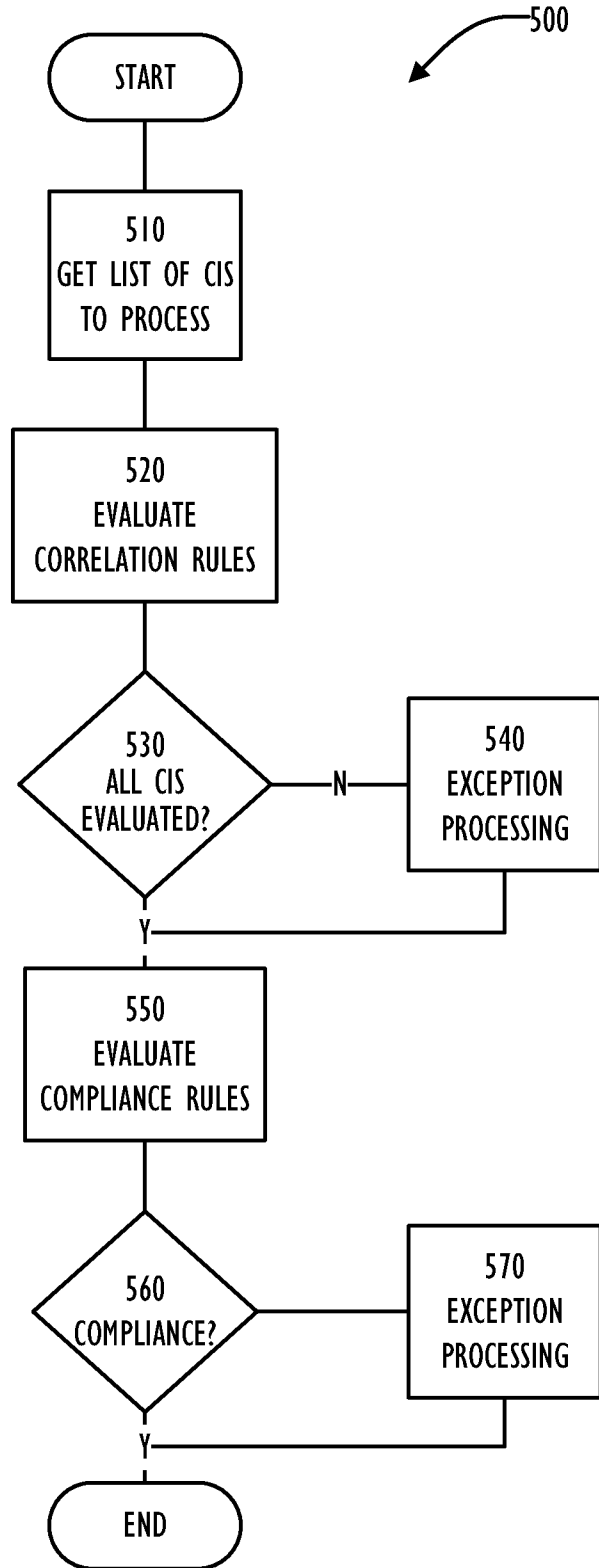 500
START
510
GET LIST OF CIS
TO PROCESS
520
EVALUATE
CORRELATION RULES
530
ALL CIS
EVALUATED?
N
540
EXCEPTION
PROCESSING
Y
550
EVALUATE
COMPLIANCE RULES
560
COMPLIANCE?
570
EXCEPTION
PROCESSING
Y
END